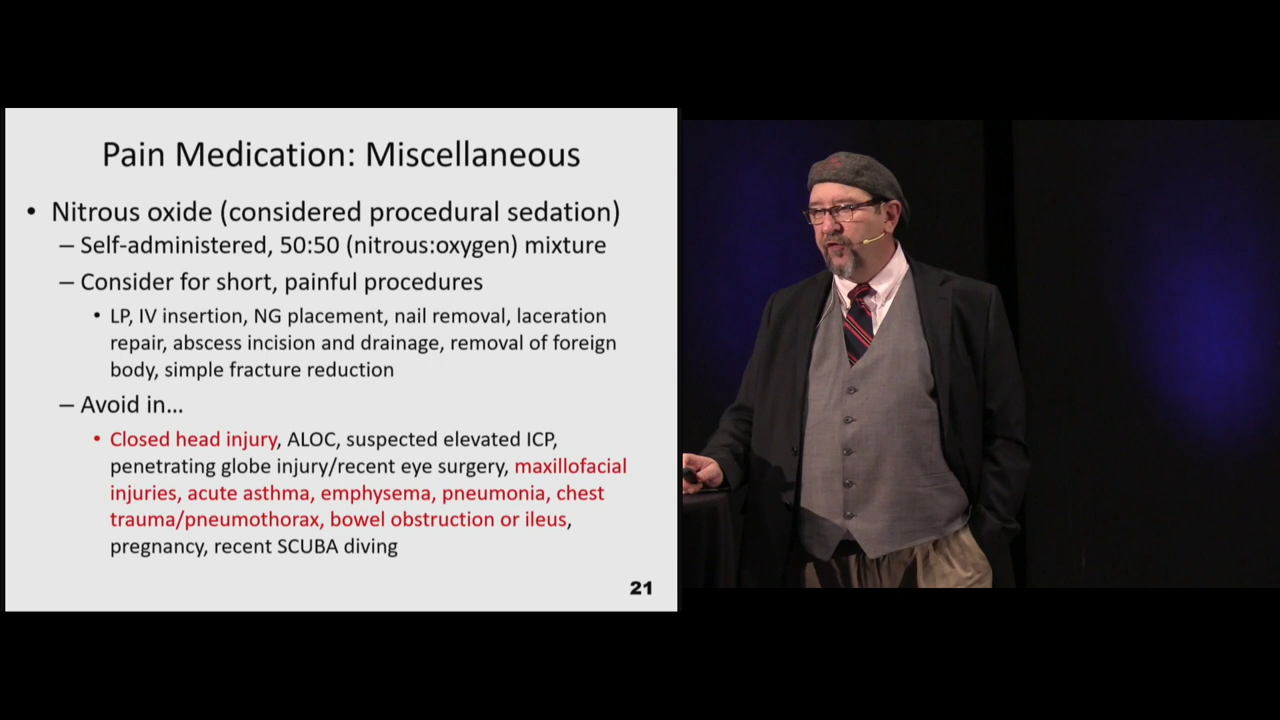 Pain Medication: Miscellaneous
• Nitrous oxide (considered procedural sedation)
– Self-administered, 50:50 (nitrous:oxygen) mixture
– Consider for short, painful procedures
• LP, IV insertion, NG placement, nail removal, laceration
repair, abscess incision and drainage, removal of foreign
body, simple fracture reduction
– Avoid in…
• Closed head injury, ALOC, suspected elevated ICP,
penetrating globe injury/recent eye surgery, maxillofacial
injuries, acute asthma, emphysema, pneumonia, chest
trauma/pneumothorax, bowel obstruction or ileus,
pregnancy, recent SCUBA diving
21